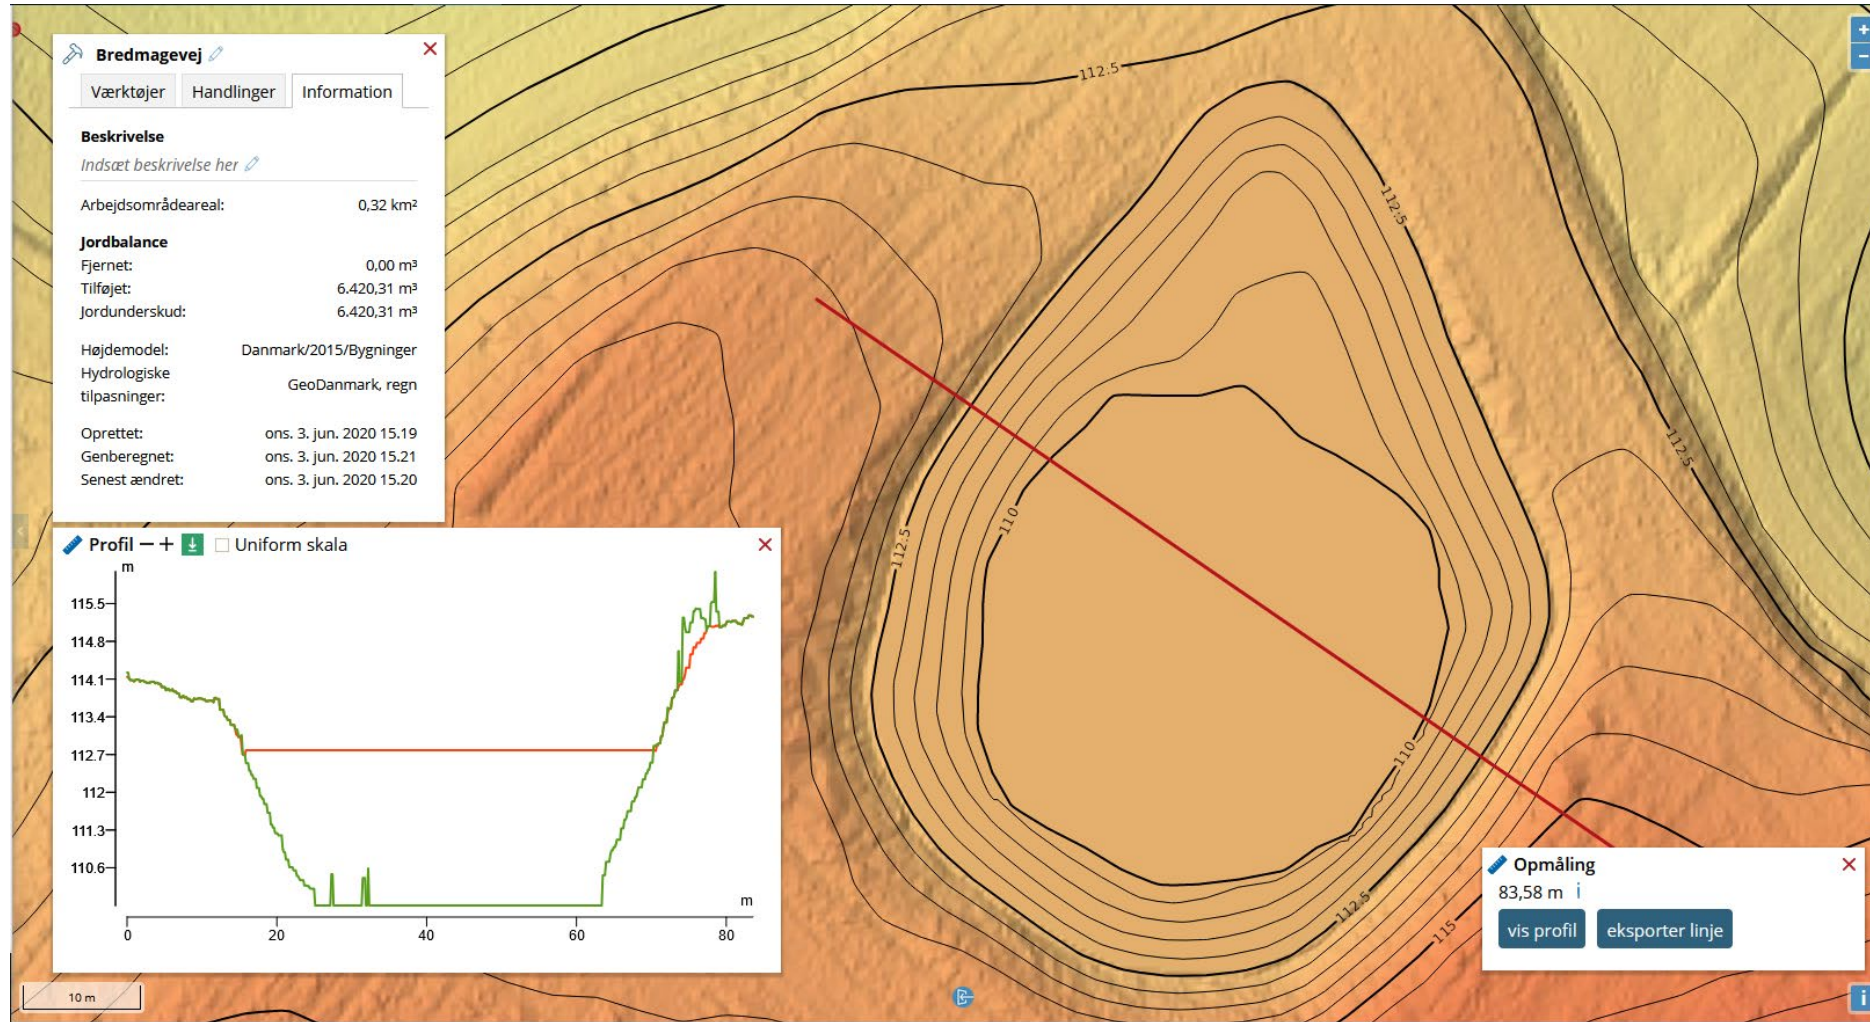 Bredmagevej
Værktøjer Handlinger Information
Beskrivelse
Indsæt beskrivelse her
Arbejdsområdeareal: 0,32 km²
Jordbalance
Fjernet: 0,00 m³
Tilføjet: 6.420,31 m³
Jordunderskud: 6.420,31 m³
Højdemodel: Danmark/2015/Bygninger
Hydrologiske
tilpasninger: GeoDanmark, regn
Oprettet: ons. 3. jun. 2020 15.19
Genberegnet: ons. 3. jun. 2020 15.21
Senest ændret: ons. 3. jun. 2020 15.20
Profil Uniform skala
m
115.5
114.8
114.1
113.4
112.7
112
111.3
110.6
m
0 20 40 60 80
10 m
112.5
112.5
112.5
112.5
110
110
112.5
115
Opmåling
83,58 m i
vis profil eksporter linje
+
−
i